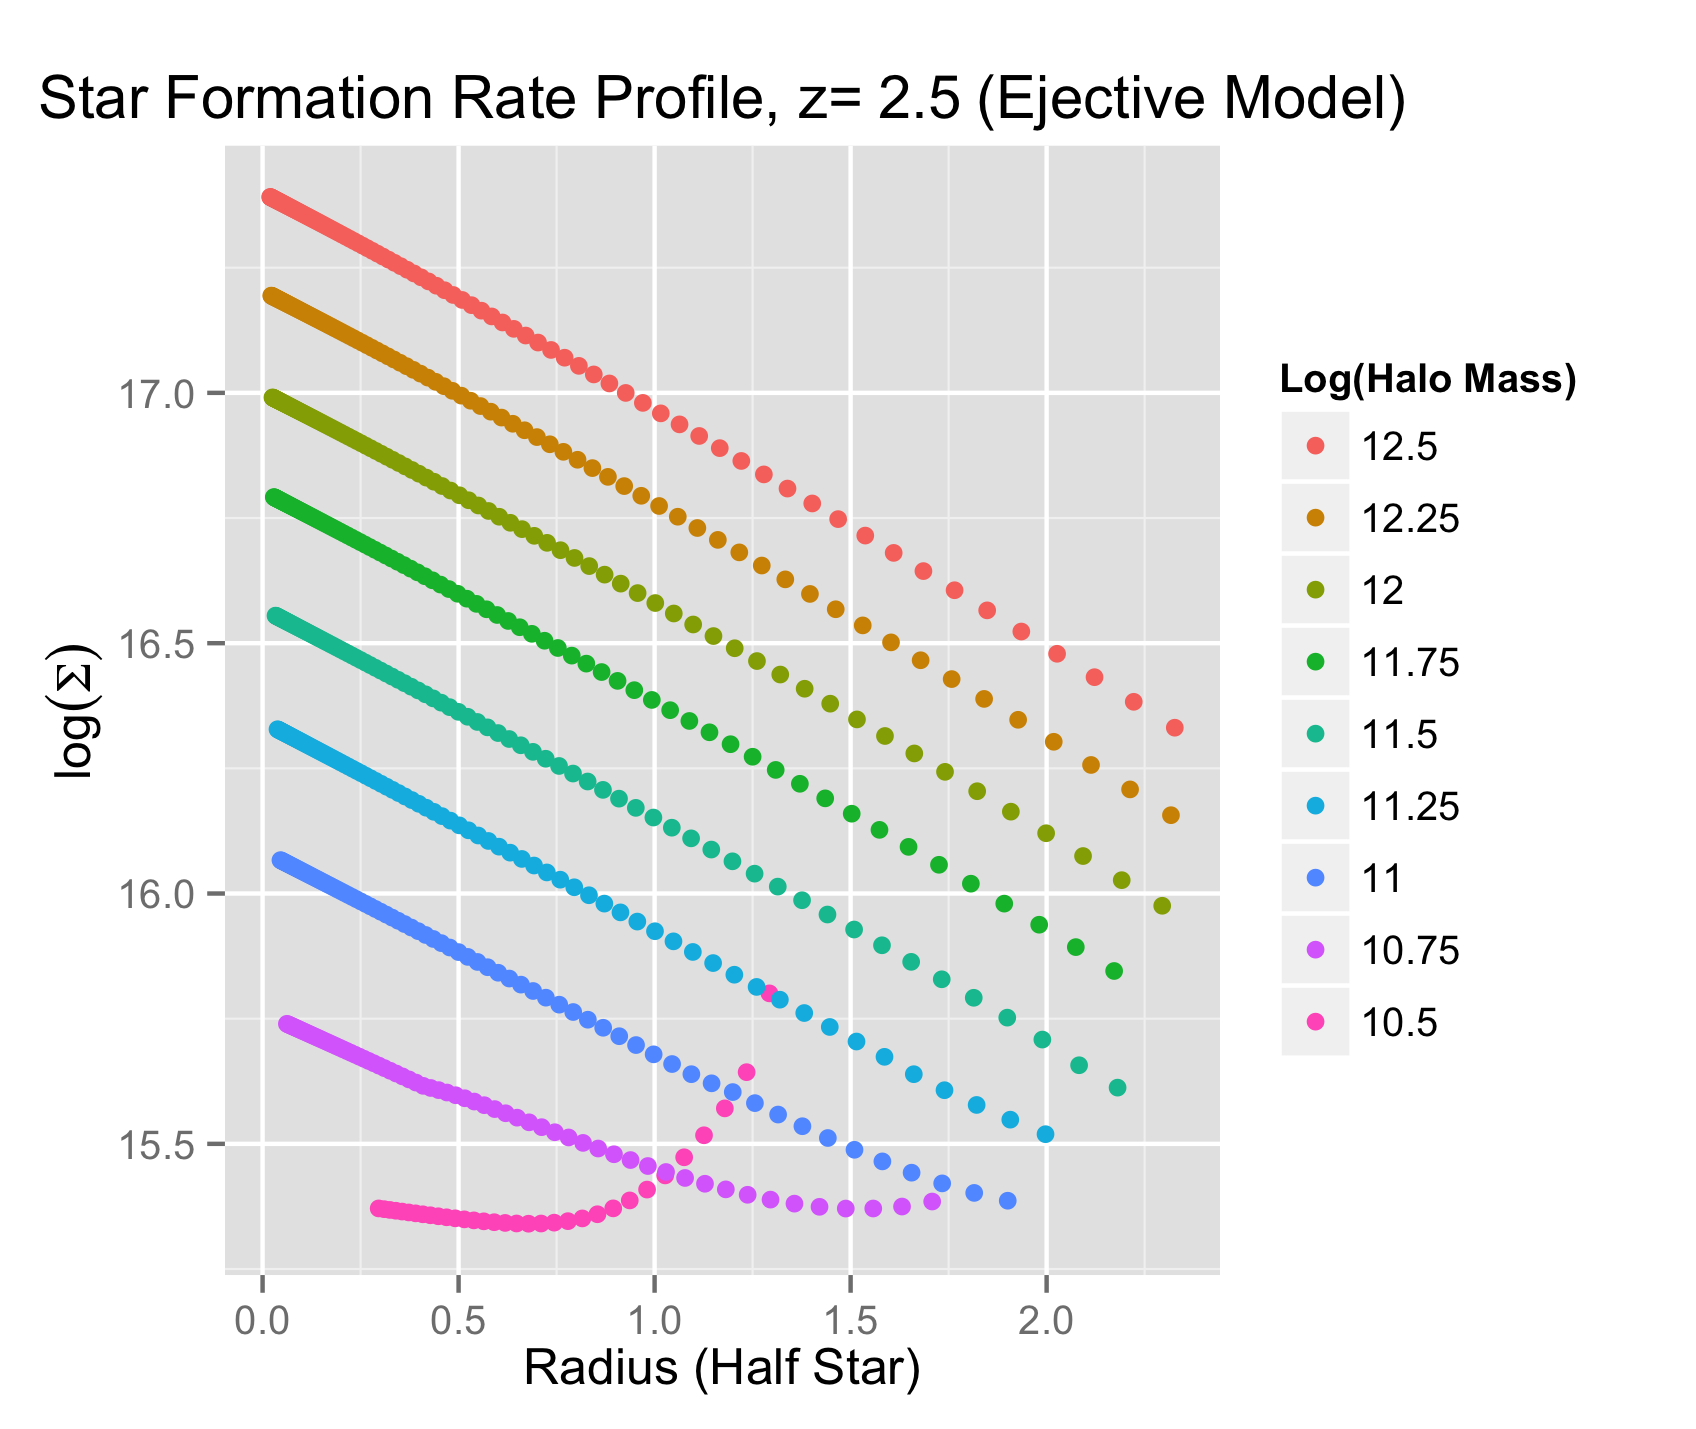 Star Formation Rate Profile, z= 2.5 (Ejective Model)
log(Σ)
17.0
16.5
16.0
15.5
0.0 0.5 1.0 1.5 2.0
Radius (Half Star)
Log(Halo Mass)
12.5
12.25
12
11.75
11.5
11.25
11
10.75
10.5